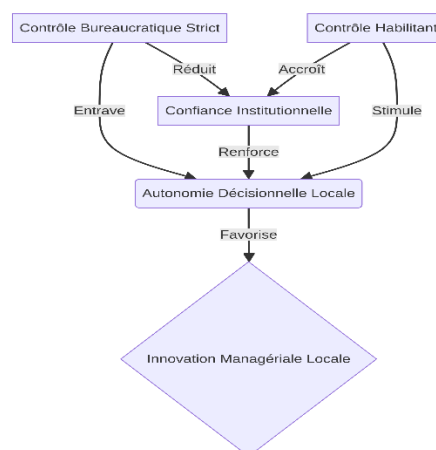 Contrôle Bureaucratique Strict
Contrôle Habilitant
Réduit
Accroît
Entrave
Confiance Institutionnelle
Stimule
Renforce
Autonomie Décisionnelle Locale
Favorise
Innovation Managériale Locale